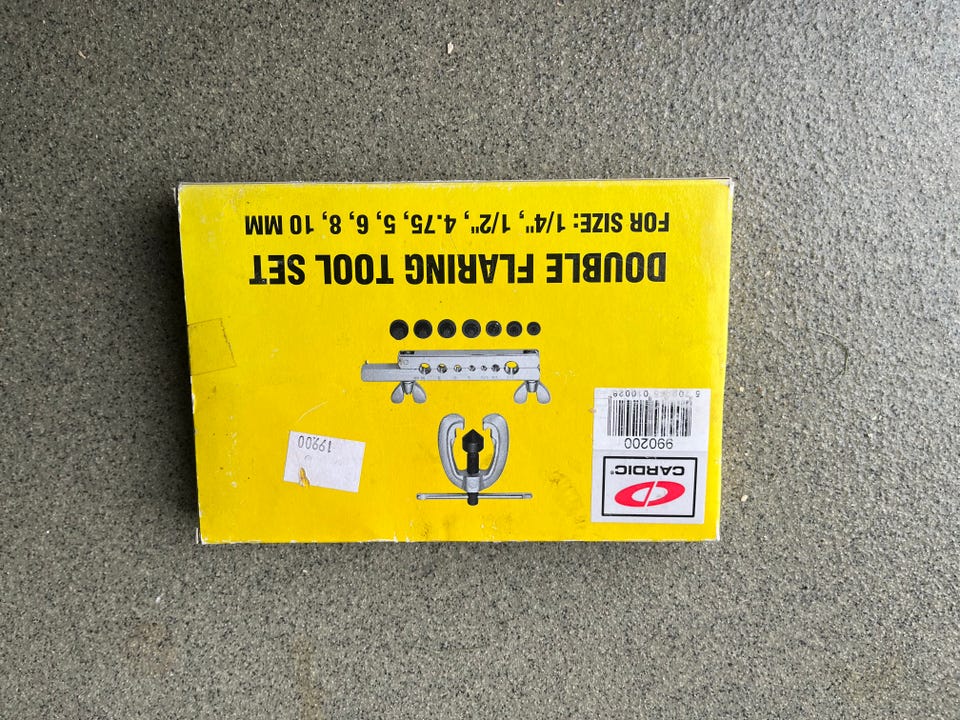 CARDIC®
990200
19900
DOUBLE FLARING TOOL SET
FOR SIZE: 1/4", 1/2", 4.75, 5, 6, 8, 10 MM